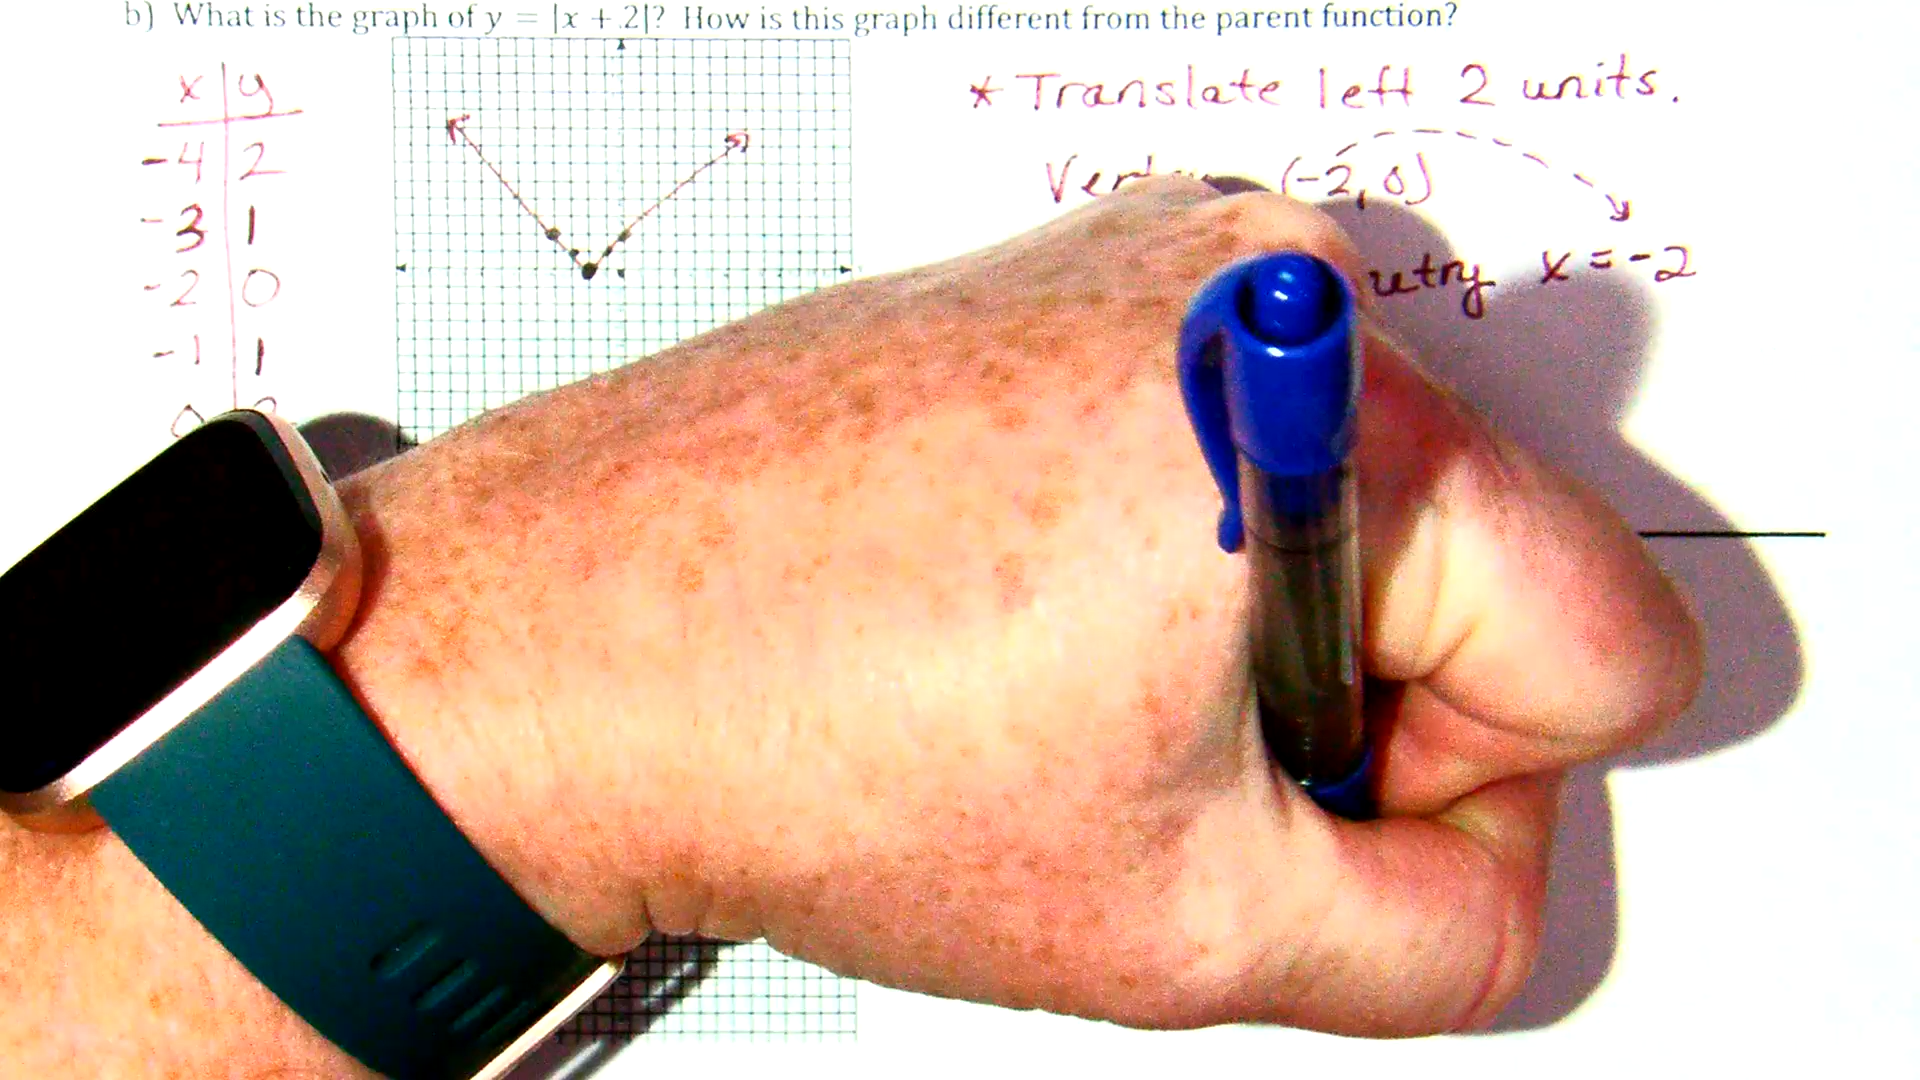 b) What is the graph of y = |x + 2|? How is this graph different from the parent function?
x y
-4 2
-3 1
-2 0
-1 1
0
* Translate left 2 units.
(-2, 0)
x = -2